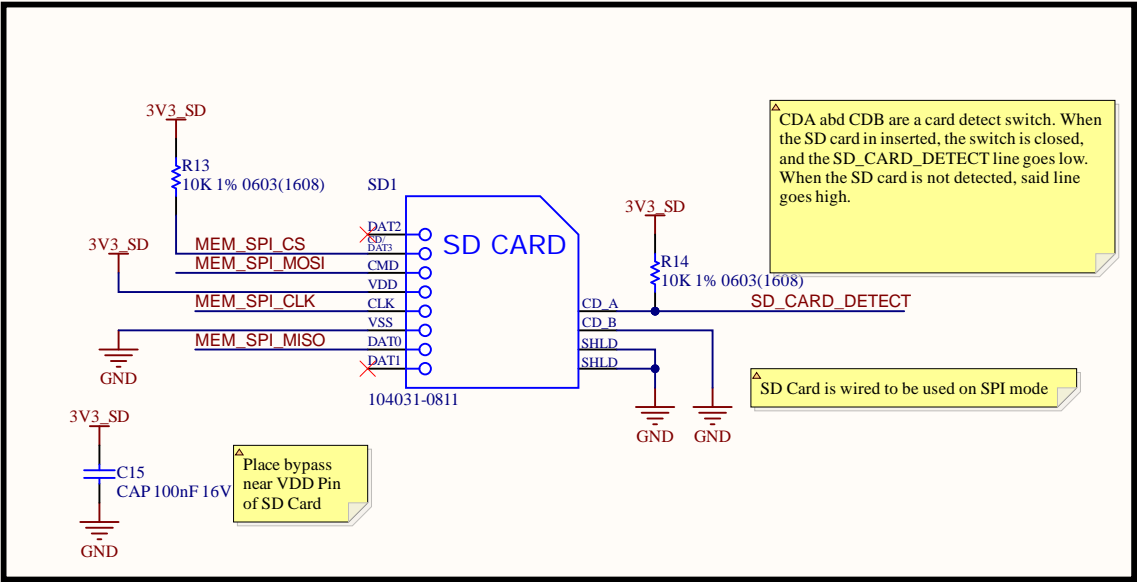 3V3_SD
R13
10K 1% 0603(1608)
SD1
3V3_SD
MEM_SPI_CS
MEM_SPI_MOSI
MEM_SPI_CLK
MEM_SPI_MISO
GND
DAT2
CD/
DAT3
CMD
VDD
CLK
VSS
DAT0
DAT1
SD CARD
104031-0811
CD_A
CD_B
SHLD
SHLD
3V3_SD
R14
10K 1% 0603(1608)
SD_CARD_DETECT
GND
GND
CDA abd CDB are a card detect switch. When
the SD card in inserted, the switch is closed,
and the SD_CARD_DETECT line goes low.
When the SD card is not detected, said line
goes high.
SD Card is wired to be used on SPI mode
3V3_SD
C15
CAP 100nF 16V
GND
Place bypass
near VDD Pin
of SD Card